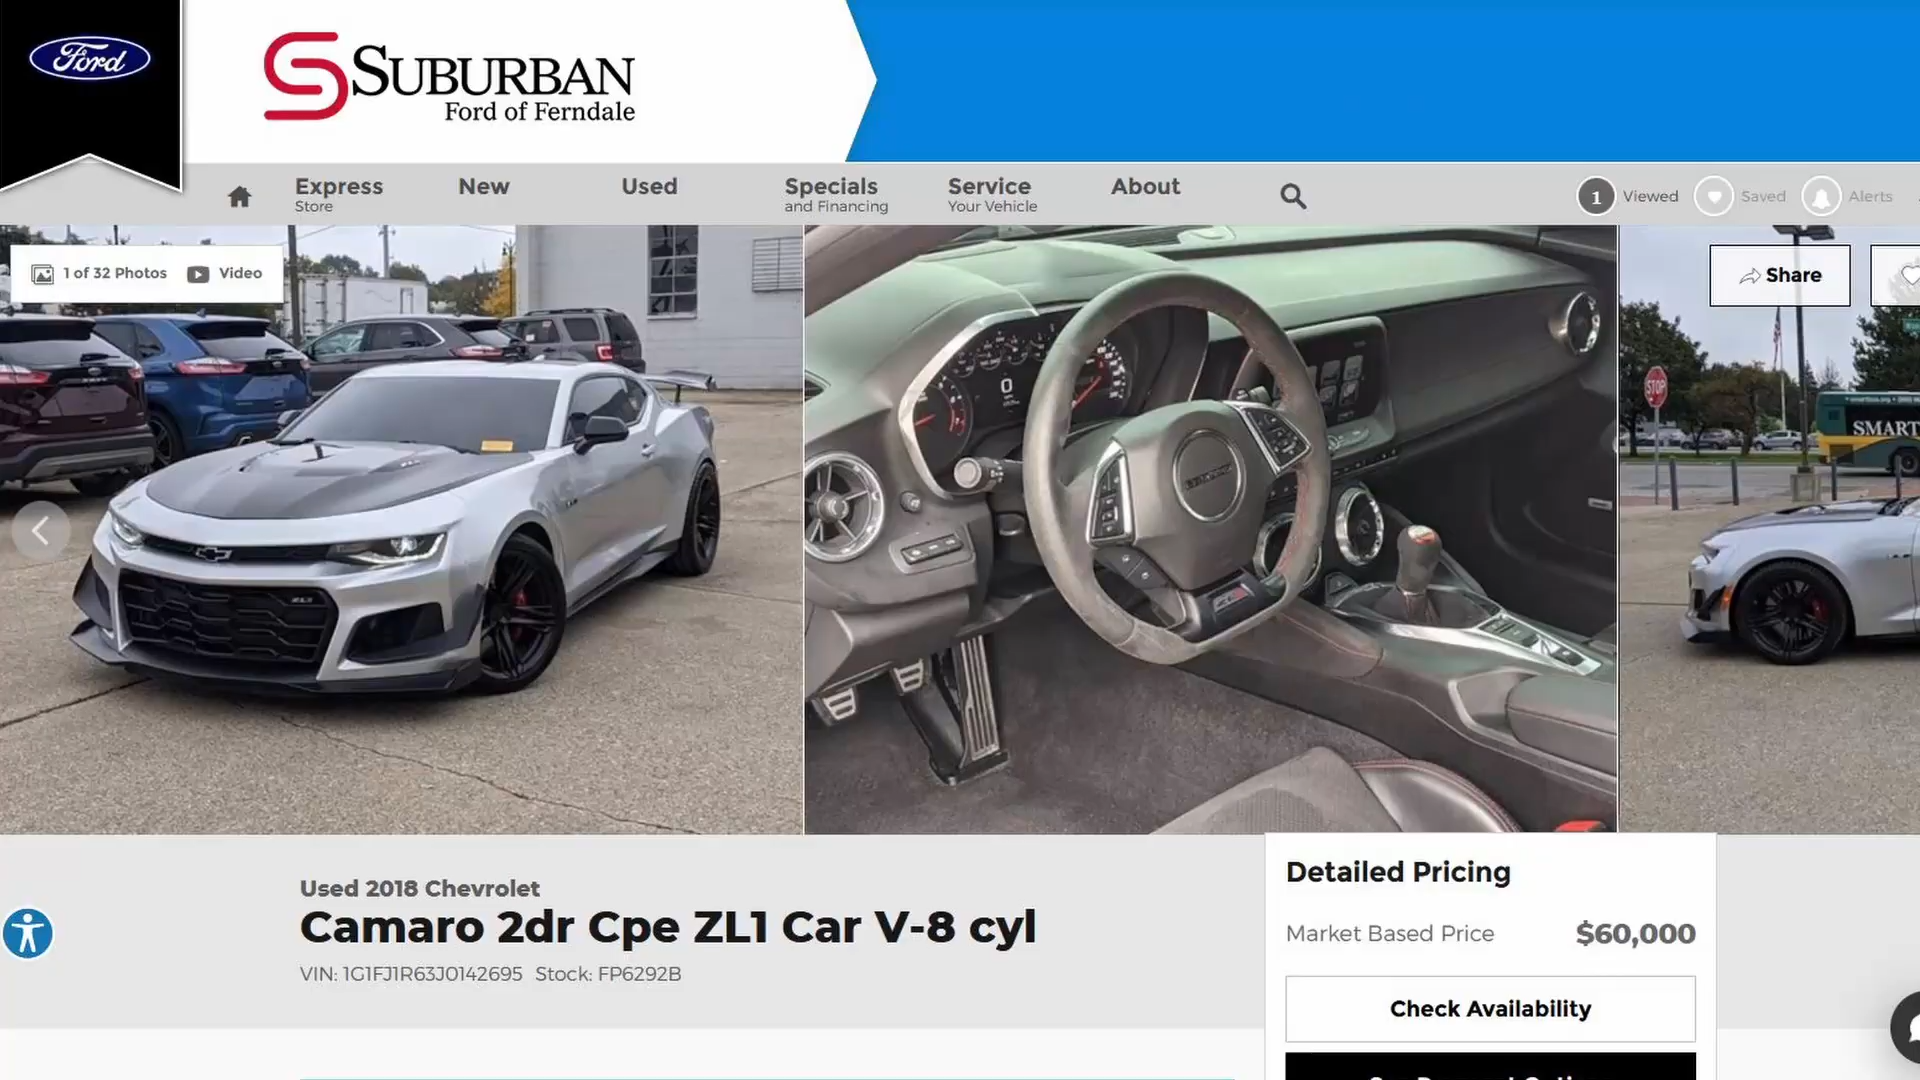 Ford
SUBURBAN
Ford of Ferndale
Express
Store
New
Used
Specials
and Financing
Service
Your Vehicle
About
1
Viewed
Saved
Alerts
1 of 32 Photos
Video
Share
STOP
SMART
ZL1
0
Used 2018 Chevrolet
Camaro 2dr Cpe ZL1 Car V-8 cyl
VIN: 1G1FJ1R63J0142695 Stock: FP6292B
Detailed Pricing
Market Based Price
$60,000
Check Availability